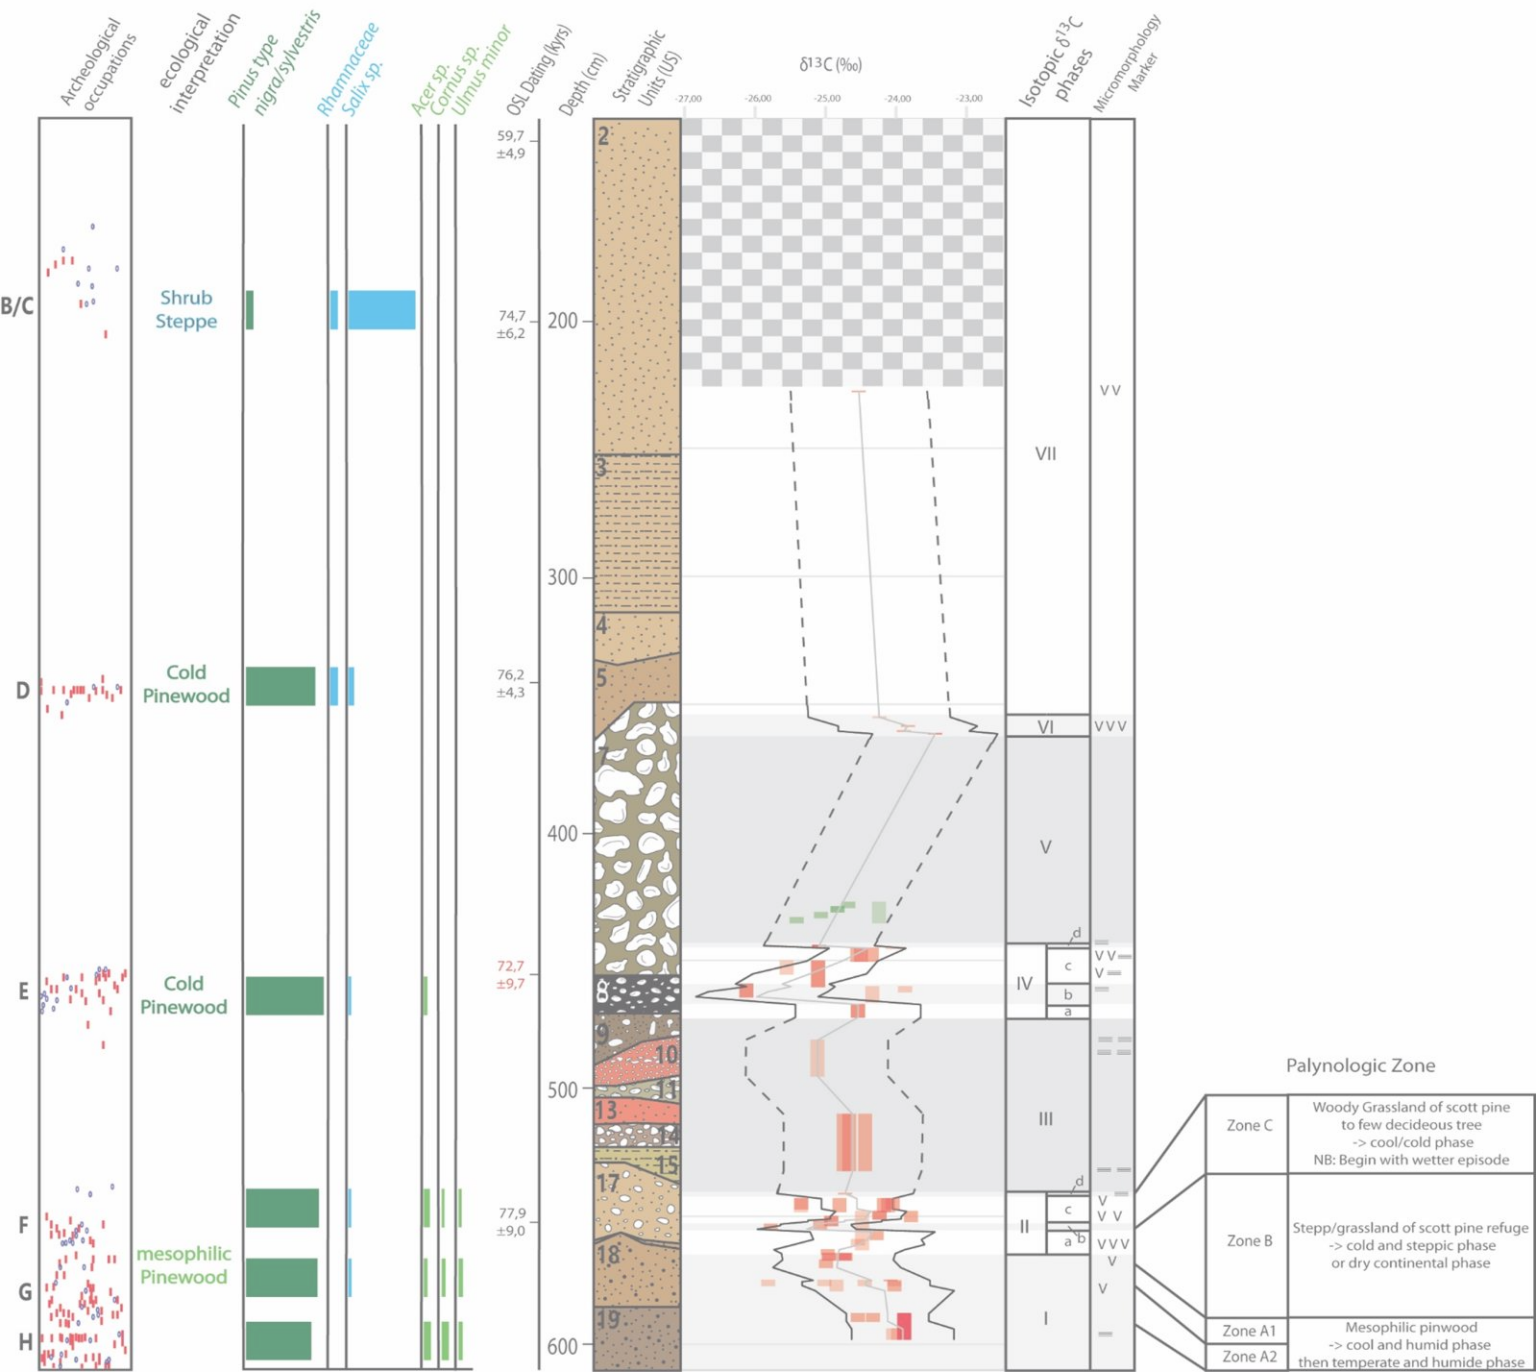 Archeological
occupations
ecological
interpretation
Pinus type
nigra/sylvestris
Rhamnaceae
Salix sp.
Acer sp.
Cornus sp.
Ulmus minor
OSL Dating (kyrs)
Depth (cm)
Stratigraphic
Units (US)
δ¹³C (‰)
-27,00
-26,00
-25,00
-24,00
-23,00
Isotopic δ¹³C
phases
Micromorphology
Marker
59,7
±4,9
2
B/C
Shrub
Steppe
74,7
±6,2
200
V V
VII
3
300
4
D
Cold
Pinewood
76,2
±4,3
5
VI
V V V
7
400
V
d
E
Cold
Pinewood
72,7
±9,7
8
IV
c
b
a
V V
V
9
10
11
500
13
14
15
III
17
F
77,9
±9,0
d
II
c
b
a
V
V V
V V V
mesophilic
Pinewood
18
V
G
V
19
I
H
600
Palynologic Zone
Zone C
Woody Grassland of scott pine
to few decideous tree
-> cool/cold phase
NB: Begin with wetter episode
Zone B
Stepp/grassland of scott pine refuge
-> cold and steppic phase
or dry continental phase
Zone A1
Zone A2
Mesophilic pinwood
-> cool and humid phase
then temperate and humide phase